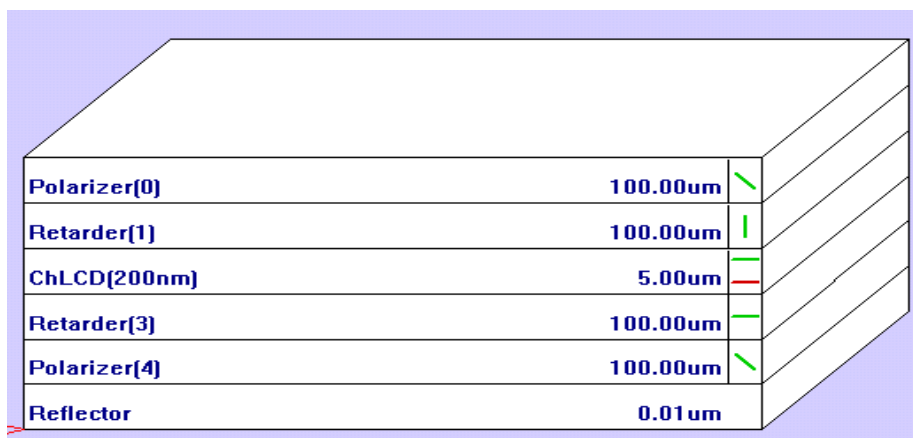 Polarizer(0) 100.00um
Retarder(1) 100.00um
ChLCD(200nm) 5.00um
Retarder(3) 100.00um
Polarizer(4) 100.00um
Reflector 0.01um